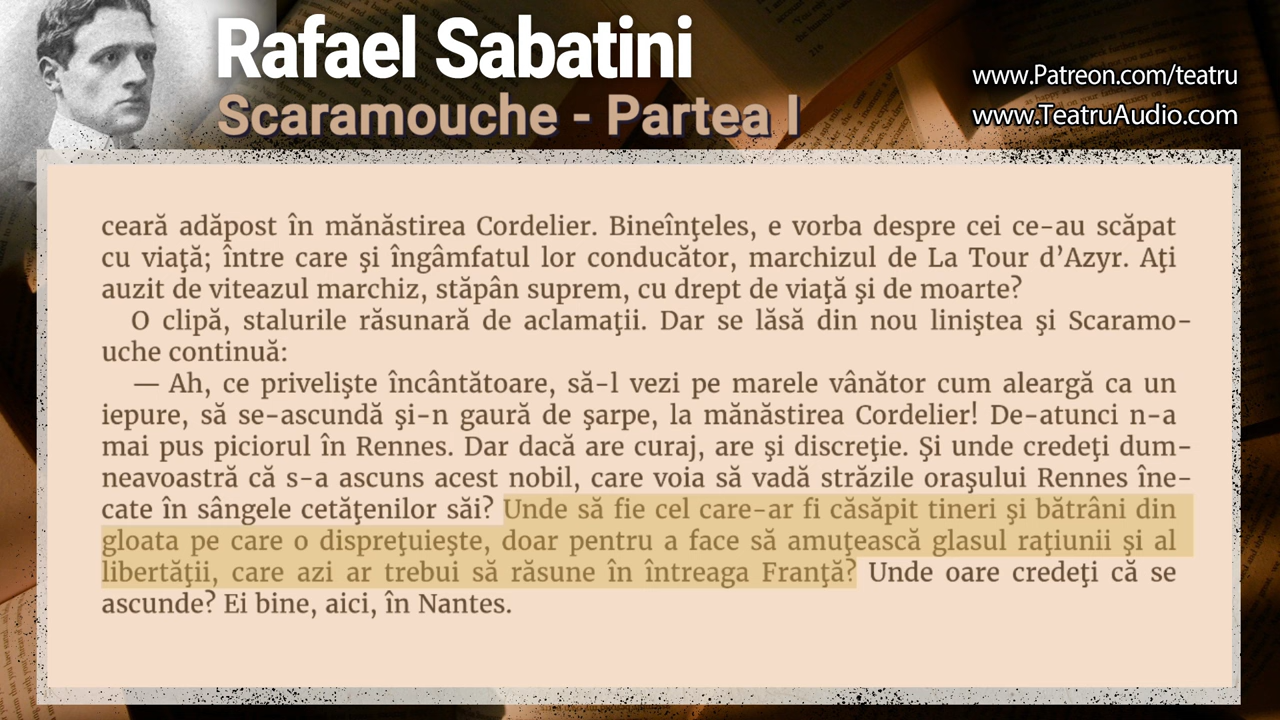 Rafael Sabatini
Scaramouche - Partea I
www.Patreon.com/teatru
www.TeatruAudio.com
ceară adăpost în mănăstirea Cordelier. Bineînţeles, e vorba despre cei ce-au scăpat
cu viaţă; între care şi îngâmfatul lor conducător, marchizul de La Tour d’Azyr. Aţi
auzit de viteazul marchiz, stăpân suprem, cu drept de viaţă şi de moarte?
O clipă, stalurile răsunară de aclamaţii. Dar se lăsă din nou liniştea şi Scaramo-
uche continuă:
— Ah, ce privelişte încântătoare, să-l vezi pe marele vânător cum aleargă ca un
iepure, să se-ascundă şi-n gaură de şarpe, la mănăstirea Cordelier! De-atunci n-a
mai pus piciorul în Rennes. Dar dacă are curaj, are şi discreţie. Şi unde credeţi dum-
neavoastră că s-a ascuns acest nobil, care voia să vadă străzile oraşului Rennes îne-
cate în sângele cetăţenilor săi? Unde să fie cel care-ar fi căsăpit tineri şi bătrâni din
gloata pe care o dispreţuieşte, doar pentru a face să amuţească glasul raţiunii şi al
libertăţii, care azi ar trebui să răsune în întreaga Franţă? Unde oare credeţi că se
ascunde? Ei bine, aici, în Nantes.